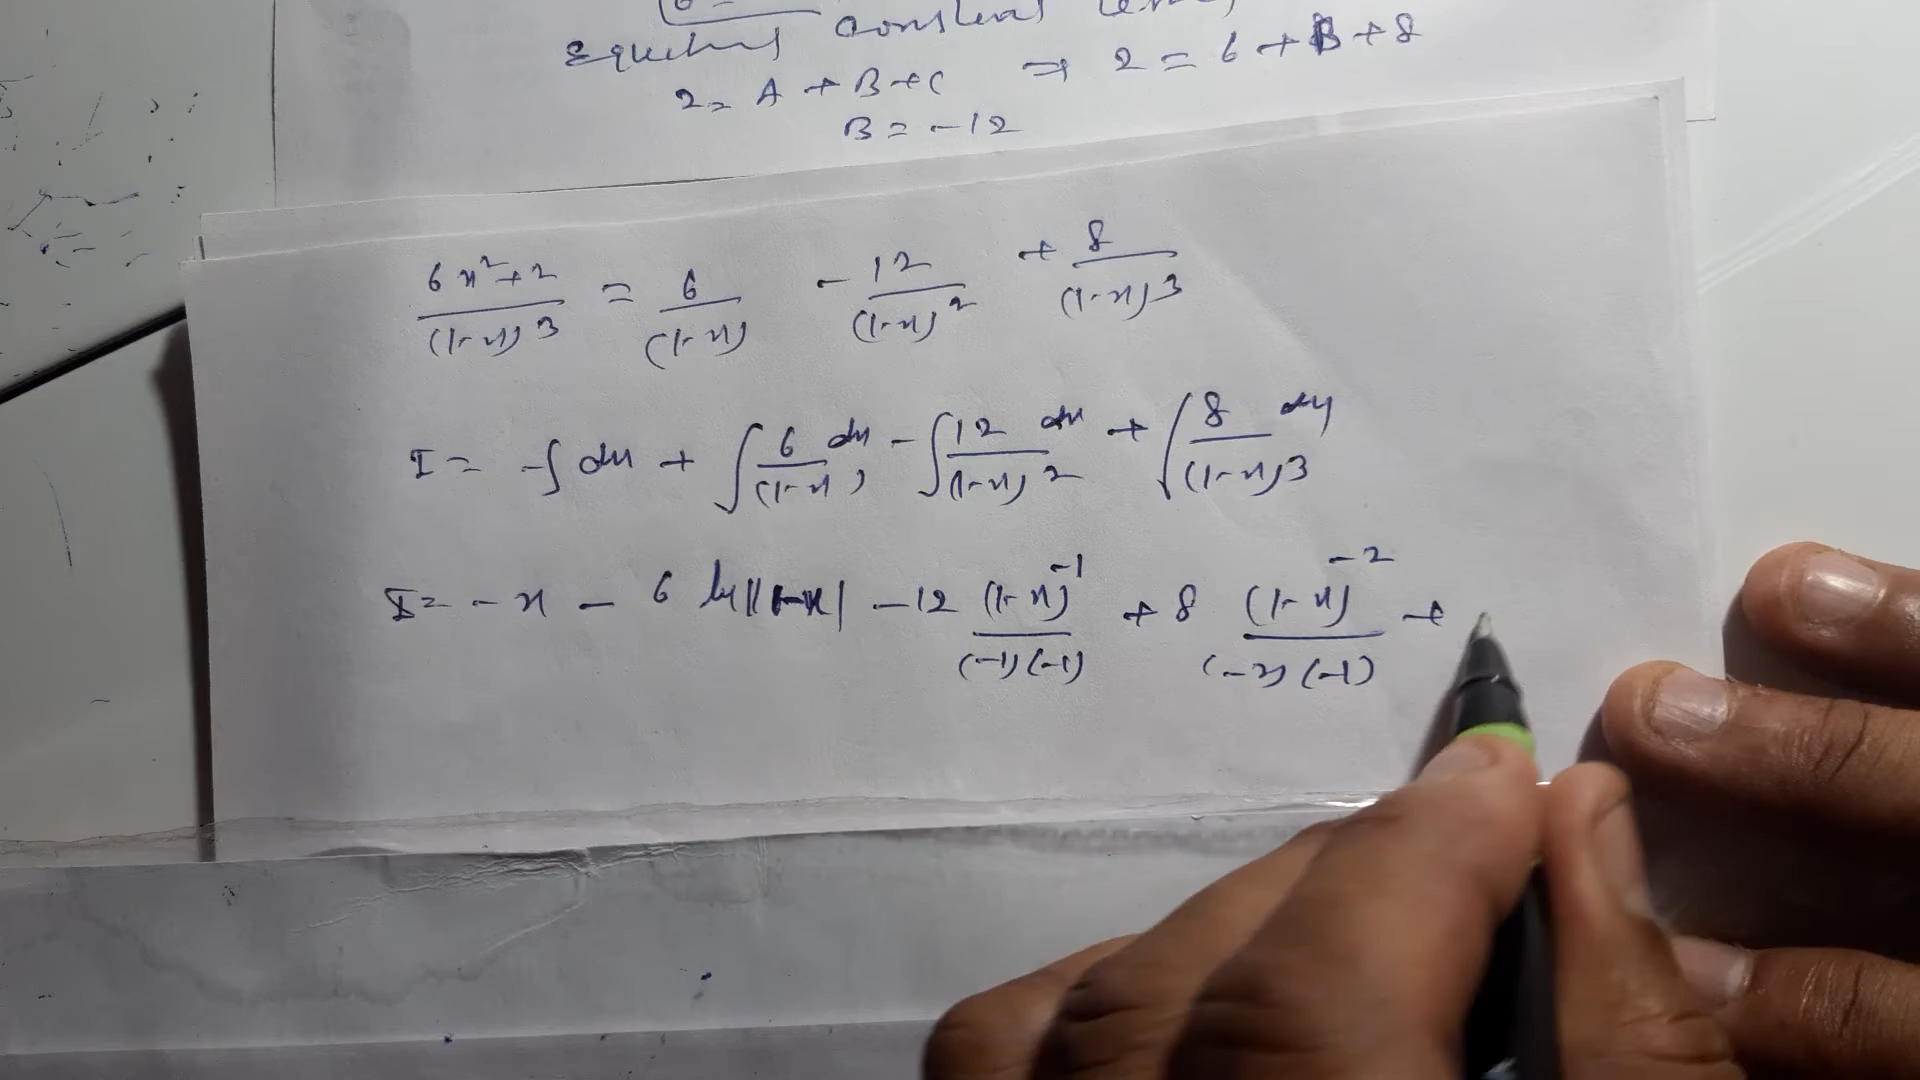 Equating constant terms
2 = A + B + C ⇒ 2 = 6 + B + 8
B = -12
(6x²+2)/(1-x)³ = 6/(1-x) - 12/(1-x)² + 8/(1-x)³
I = -∫dx + ∫6/(1-x) dx - ∫12/(1-x)² dx + ∫8/(1-x)³ dx
I = -x - 6 ln|1-x| - 12 (1-x)⁻¹/(-1)(-1) + 8 (1-x)⁻²/(-2)(-1) +